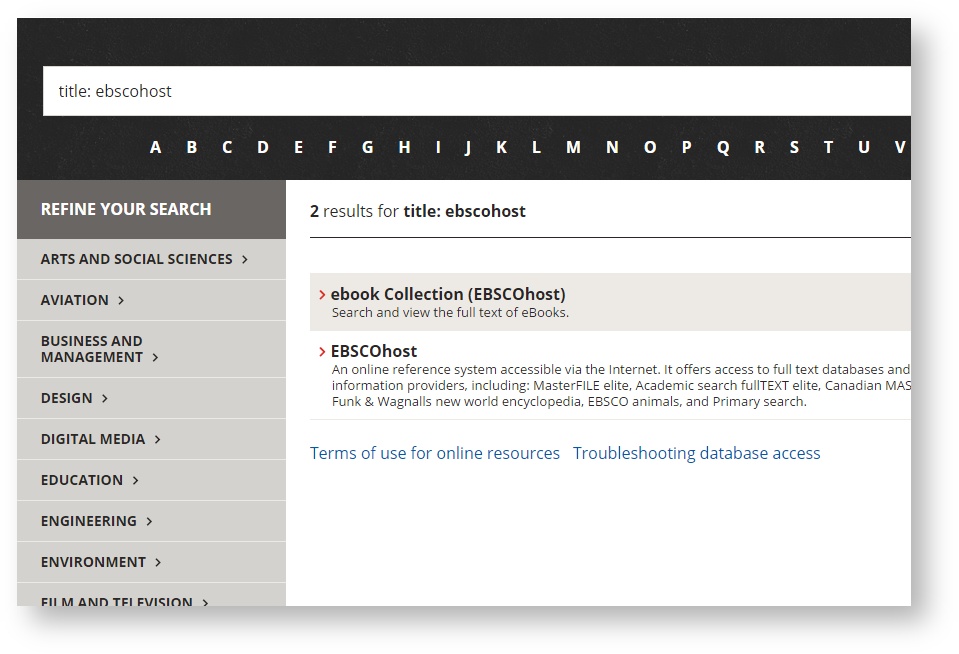 title: ebscohost
A B C D E F G H I J K L M N O P Q R S T U V
REFINE YOUR SEARCH
ARTS AND SOCIAL SCIENCES >
AVIATION >
BUSINESS AND
MANAGEMENT >
DESIGN >
DIGITAL MEDIA >
EDUCATION >
ENGINEERING >
ENVIRONMENT >
FILM AND TELEVISION >
2 results for title: ebscohost
> ebook Collection (EBSCOhost)
Search and view the full text of eBooks.
> EBSCOhost
An online reference system accessible via the Internet. It offers access to full text databases and
information providers, including: MasterFILE elite, Academic search fullTEXT elite, Canadian MAS
Funk & Wagnalls new world encyclopedia, EBSCO animals, and Primary search.
Terms of use for online resources Troubleshooting database access